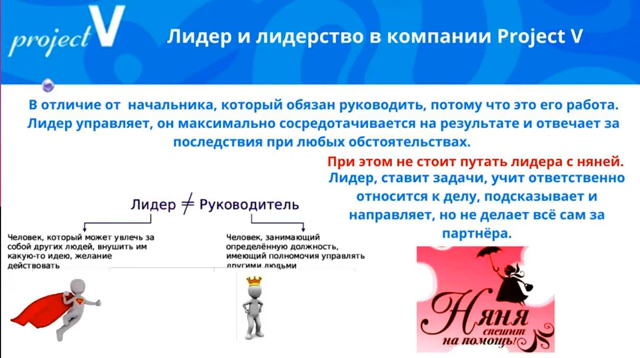 project V
Лидер и лидерство в компании Project V
В отличие от начальника, который обязан руководить, потому что это его работа.
Лидер управляет, он максимально сосредотачивается на результате и отвечает за
последствия при любых обстоятельствах.
При этом не стоит путать лидера с няней.
Лидер, ставит задачи, учит ответственно
относится к делу, подсказывает и
направляет, но не делает всё сам за
партнёра.
Лидер ≠ Руководитель
Человек, который может увлечь за
собой других людей, внушить им
какую-то идею, желание
действовать
Человек, занимающий
определённую должность,
имеющий полномочия управлять
другими людьми
Няня
спешит
на помощь!